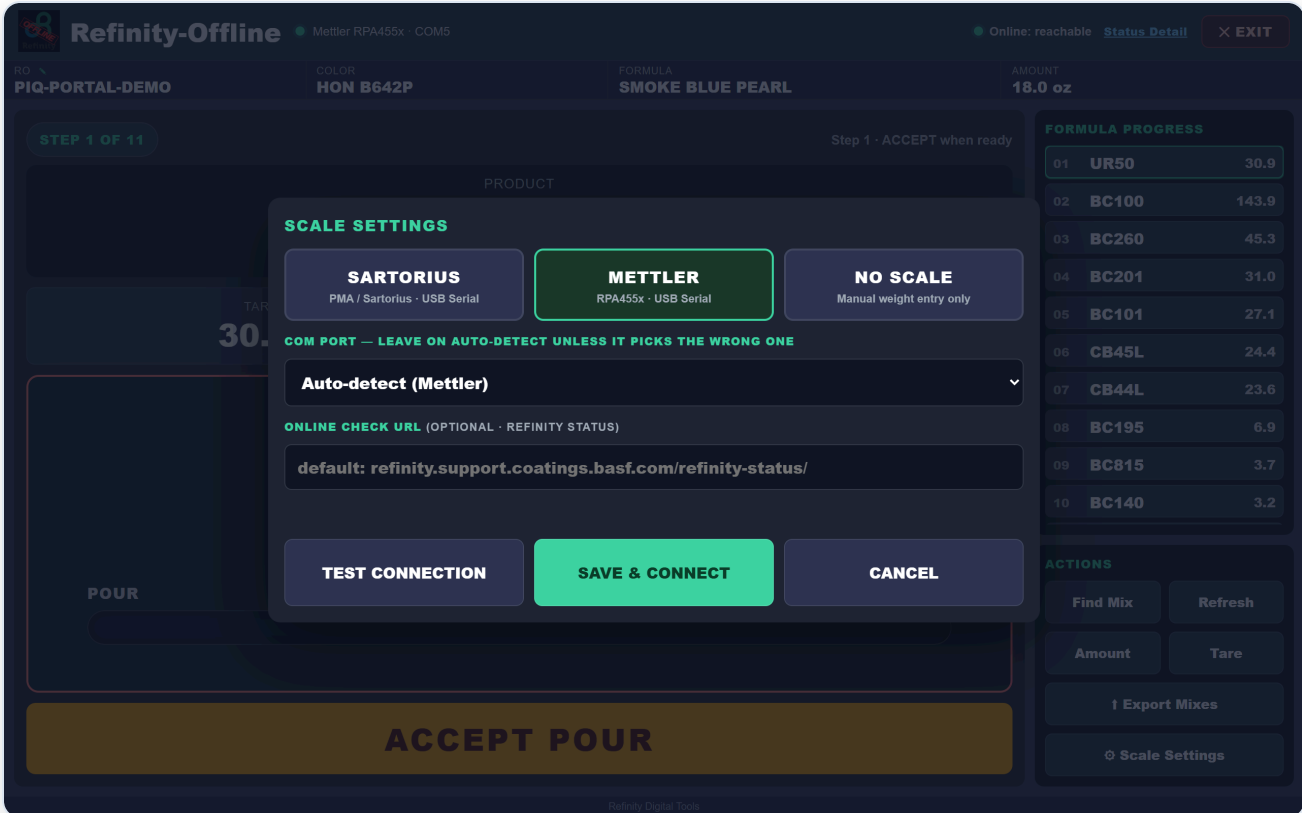 Refinity-Offline
Mettler RPA455x · COM5
Online: reachable
Status Detail
✕ EXIT
RO
PIQ-PORTAL-DEMO
COLOR
HON B642P
FORMULA
SMOKE BLUE PEARL
AMOUNT
18.0 oz
STEP 1 OF 11
Step 1 · ACCEPT when ready
PRODUCT
TAR
30.
POUR
ACCEPT POUR
SCALE SETTINGS
SARTORIUS
PMA / Sartorius · USB Serial
METTLER
RPA455x · USB Serial
NO SCALE
Manual weight entry only
COM PORT — LEAVE ON AUTO-DETECT UNLESS IT PICKS THE WRONG ONE
Auto-detect (Mettler)
ONLINE CHECK URL (OPTIONAL · REFINITY STATUS)
default: refinity.support.coatings.basf.com/refinity-status/
TEST CONNECTION
SAVE & CONNECT
CANCEL
FORMULA PROGRESS
01 UR50 30.9
02 BC100 143.9
03 BC260 45.3
04 BC201 31.0
05 BC101 27.1
06 CB45L 24.4
07 CB44L 23.6
08 BC195 6.9
09 BC815 3.7
10 BC140 3.2
ACTIONS
Find Mix
Refresh
Amount
Tare
⬆ Export Mixes
⚙ Scale Settings
Refinity Digital Tools